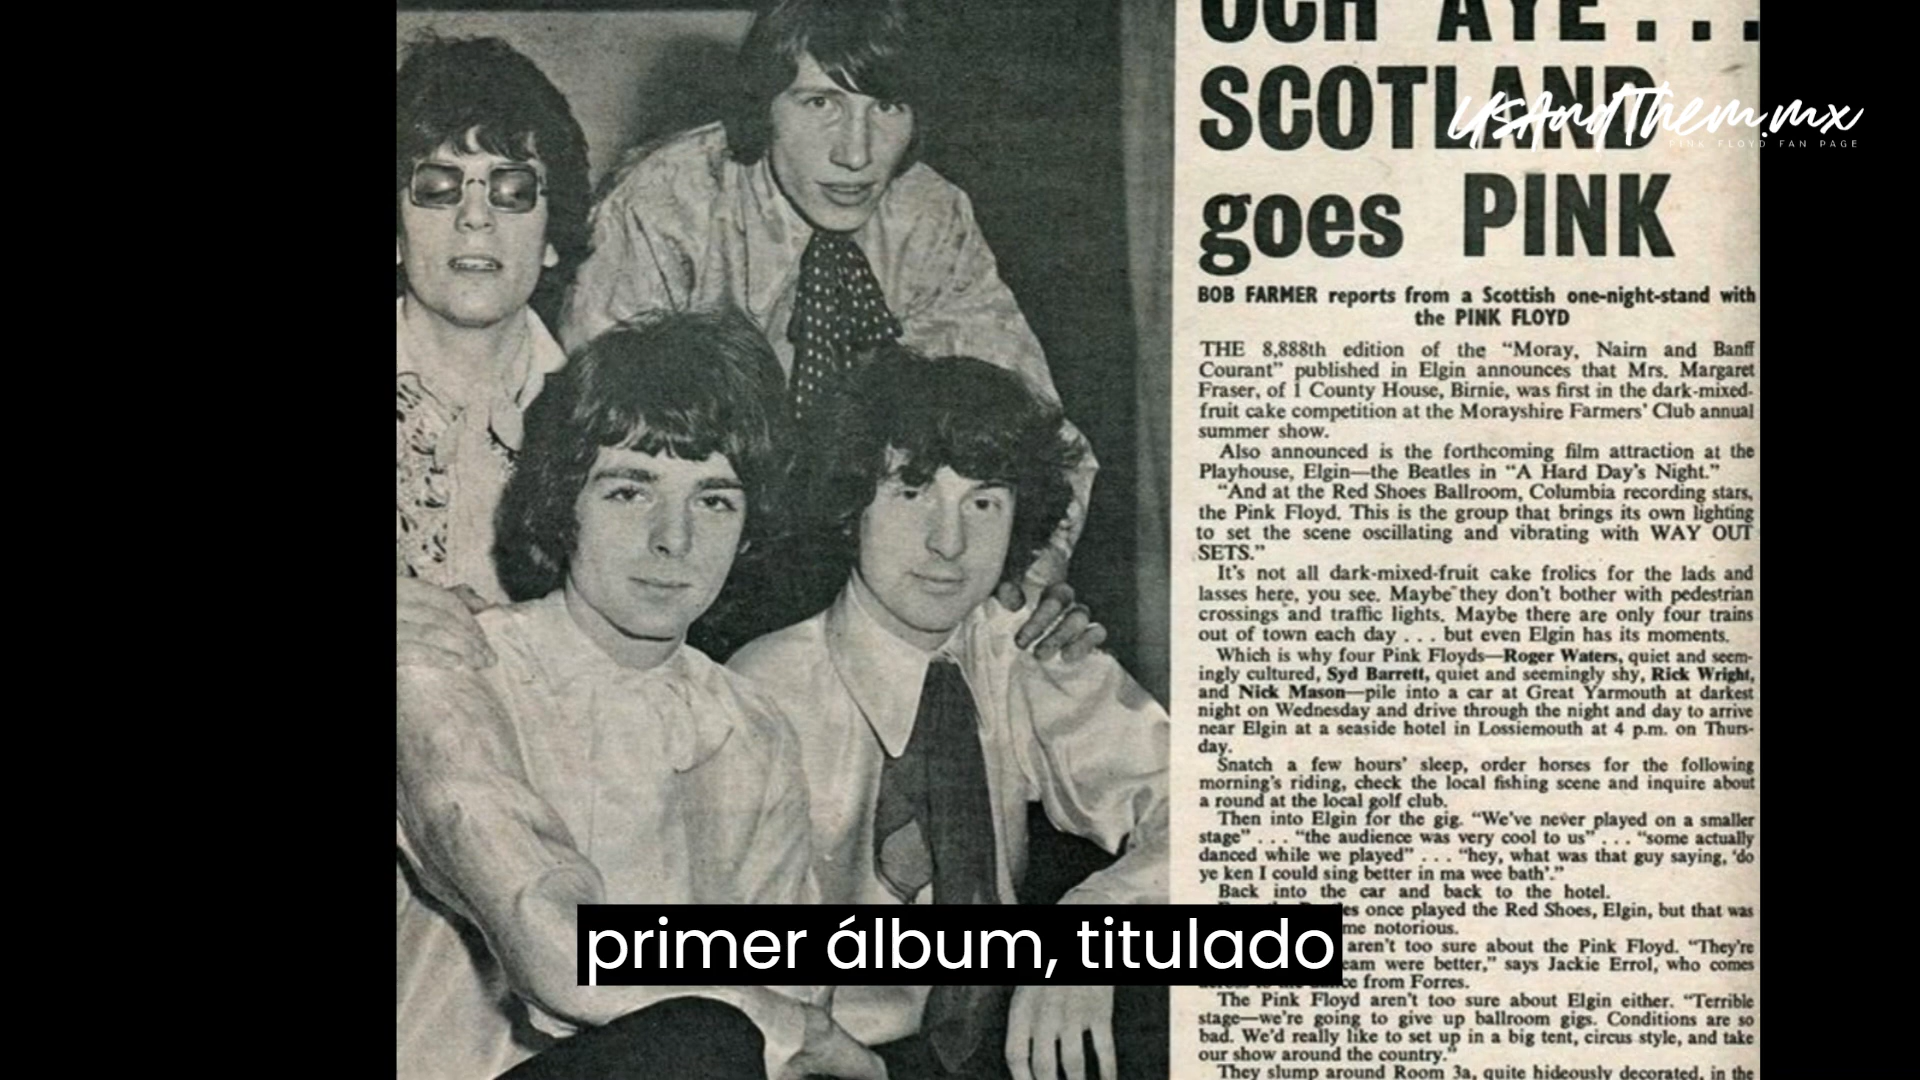 OCH AYE...
SCOTLAND
UsAndThem.mx
PINK FLOYD FAN PAGE
goes PINK
BOB FARMER reports from a Scottish one-night-stand with
the PINK FLOYD
THE 8,888th edition of the “Moray, Nairn and Banff
Courant” published in Elgin announces that Mrs. Margaret
Fraser, of 1 County House, Birnie, was first in the dark-mixed-
fruit cake competition at the Morayshire Farmers’ Club annual
summer show.
Also announced is the forthcoming film attraction at the
Playhouse, Elgin—the Beatles in “A Hard Day’s Night.”
“And at the Red Shoes Ballroom, Columbia recording stars,
the Pink Floyd. This is the group that brings its own lighting
to set the scene oscillating and vibrating with WAY OUT
SETS.”
It’s not all dark-mixed-fruit cake frolics for the lads and
lasses here, you see. Maybe they don’t bother with pedestrian
crossings and traffic lights. Maybe there are only four trains
out of town each day . . . but even Elgin has its moments.
Which is why four Pink Floyds—Roger Waters, quiet and seem-
ingly cultured, Syd Barrett, quiet and seemingly shy, Rick Wright,
and Nick Mason—pile into a car at Great Yarmouth at darkest
night on Wednesday and drive through the night and day to arrive
near Elgin at a seaside hotel in Lossiemouth at 4 p.m. on Thurs-
day.
Snatch a few hours’ sleep, order horses for the following
morning’s riding, check the local fishing scene and inquire about
a round at the local golf club.
Then into Elgin for the gig. “We’ve never played on a smaller
stage” . . . “the audience was very cool to us” . . . “some actually
danced while we played” . . . “hey, what was that guy saying, ‘do
ye ken I could sing better in ma wee bath’.”
Back into the car and back to the hotel.
once played the Red Shoes, Elgin, but that was
notorious.
aren’t too sure about the Pink Floyd. “They’re
were better,” says Jackie Errol, who comes
from Forres.
The Pink Floyd aren’t too sure about Elgin either. “Terrible
stage—we’re going to give up ballroom gigs. Conditions are so
bad. We’d really like to set up in a big tent, circus style, and take
our show around the country.”
They slump around Room 3a, quite hideously decorated, in the
primer álbum, titulado